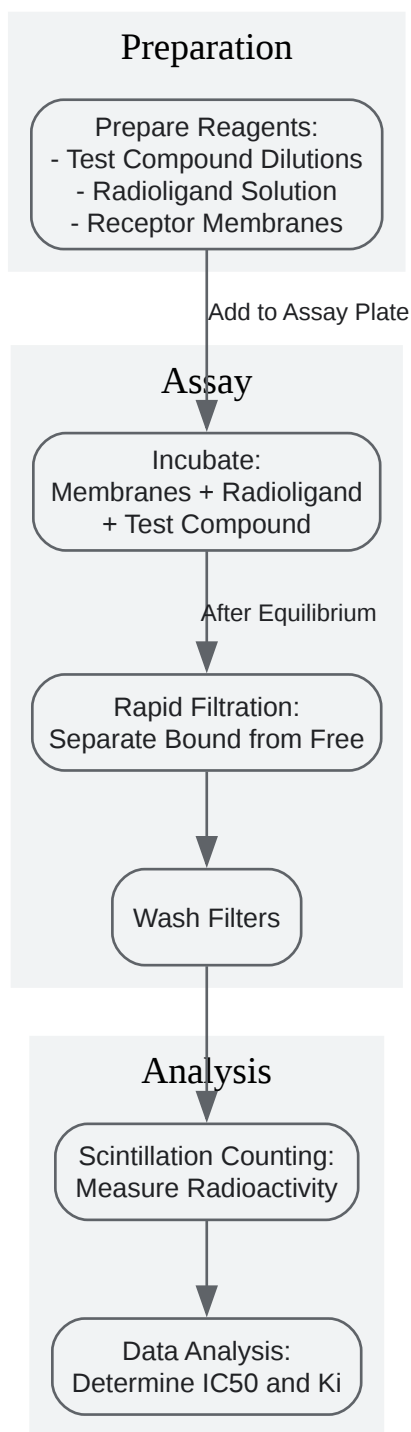 Preparation
Prepare Reagents:
- Test Compound Dilutions
- Radioligand Solution
- Receptor Membranes
Add to Assay Plate
Assay
Incubate:
Membranes + Radioligand
+ Test Compound
After Equilibrium
Rapid Filtration:
Separate Bound from Free
Wash Filters
Analysis
Scintillation Counting:
Measure Radioactivity
Data Analysis:
Determine IC50 and Ki